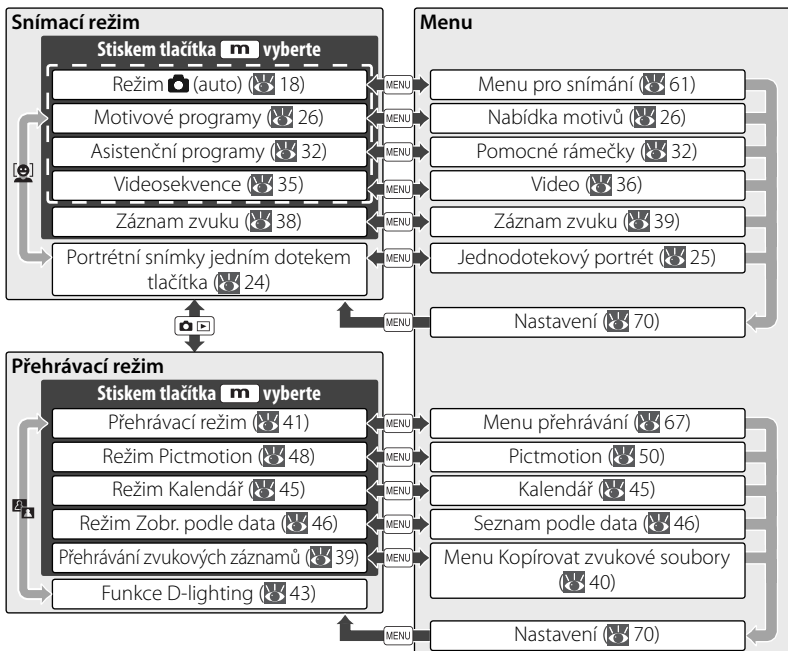 Snímací režim
Stiskem tlačítka m vyberte
Režim (auto) ( 18)
Motivové programy ( 26)
Asistenční programy ( 32)
Videosekvence ( 35)
Záznam zvuku ( 38)
Portrétní snímky jedním dotekem
tlačítka ( 24)
MENU
MENU
MENU
MENU
MENU
MENU
MENU
Menu
Menu pro snímání ( 61)
Nabídka motivů ( 26)
Pomocné rámečky ( 32)
Video ( 36)
Záznam zvuku ( 39)
Jednodotekový portrét ( 25)
Nastavení ( 70)
Přehrávací režim
Stiskem tlačítka m vyberte
Přehrávací režim ( 41)
Režim Pictmotion ( 48)
Režim Kalendář ( 45)
Režim Zobr. podle data ( 46)
Přehrávání zvukových záznamů ( 39)
Funkce D-lighting ( 43)
MENU
MENU
MENU
MENU
MENU
MENU
Menu přehrávání ( 67)
Pictmotion ( 50)
Kalendář ( 45)
Seznam podle data ( 46)
Menu Kopírovat zvukové soubory
( 40)
Nastavení ( 70)